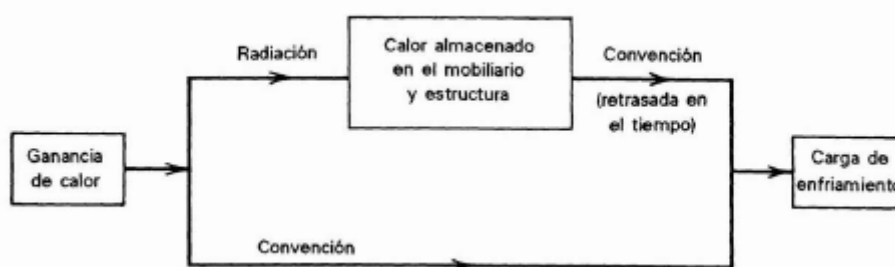 Radiación
Calor almacenado
en el mobiliario
y estructura
Convención
(retrasada en
el tiempo)
Ganancia
de calor
Carga de
enfriamiento
Convención